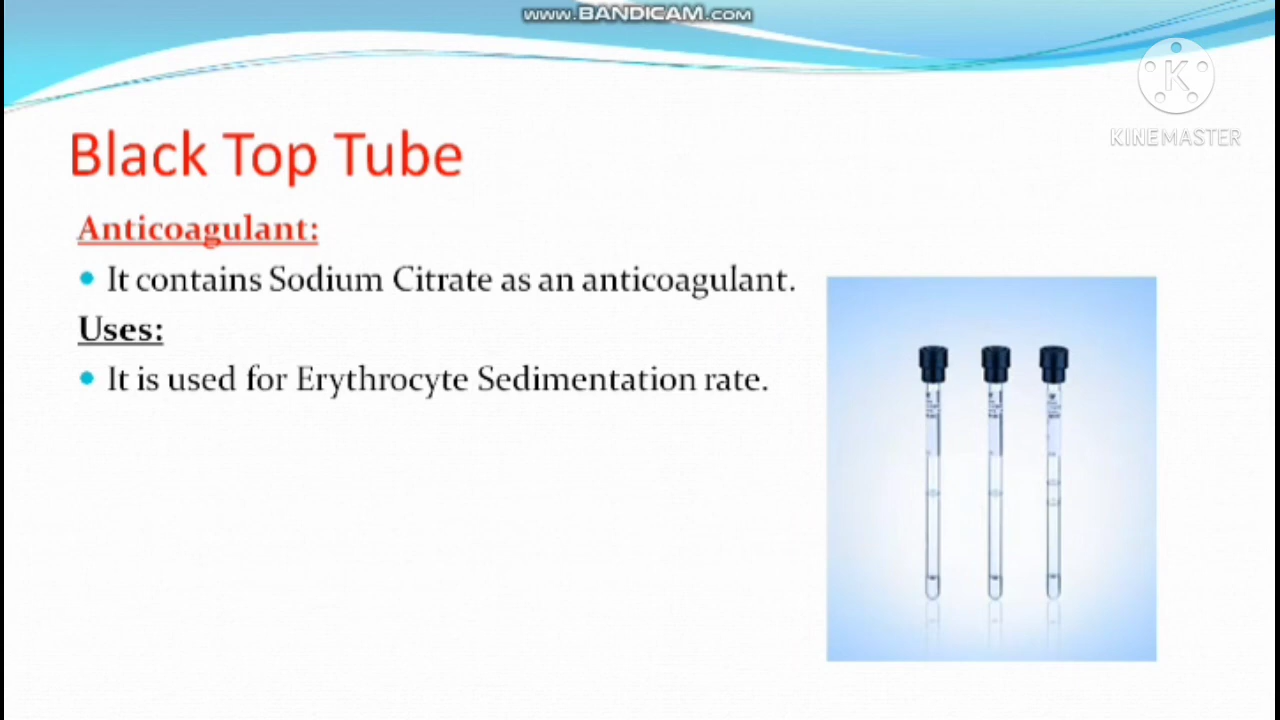 www.BANDICAM.com
K
KINEMASTER
Black Top Tube
Anticoagulant:
It contains Sodium Citrate as an anticoagulant.
Uses:
It is used for Erythrocyte Sedimentation rate.